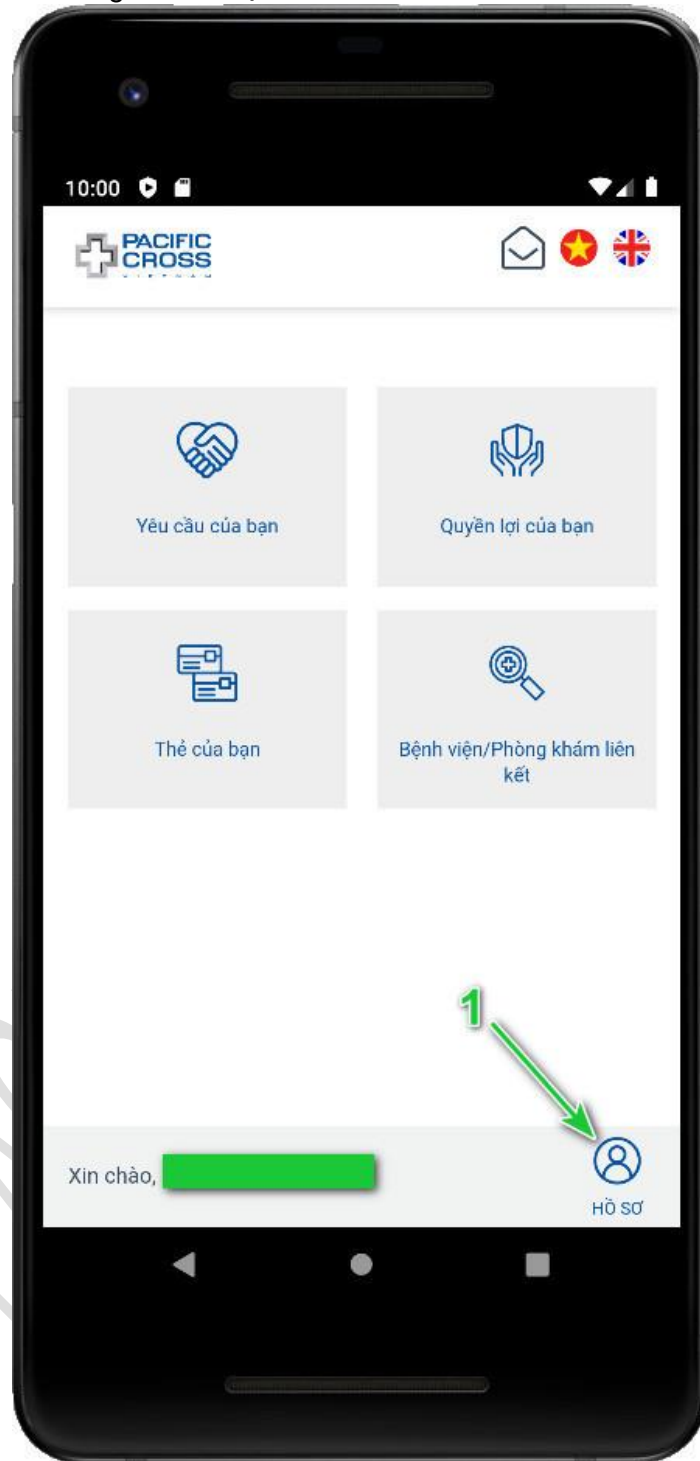 10:00
PACIFIC
CROSS
Yêu cầu của bạn
Quyền lợi của bạn
Thẻ của bạn
Bệnh viện/Phòng khám liên
kết
1
Xin chào,
HỒ SƠ